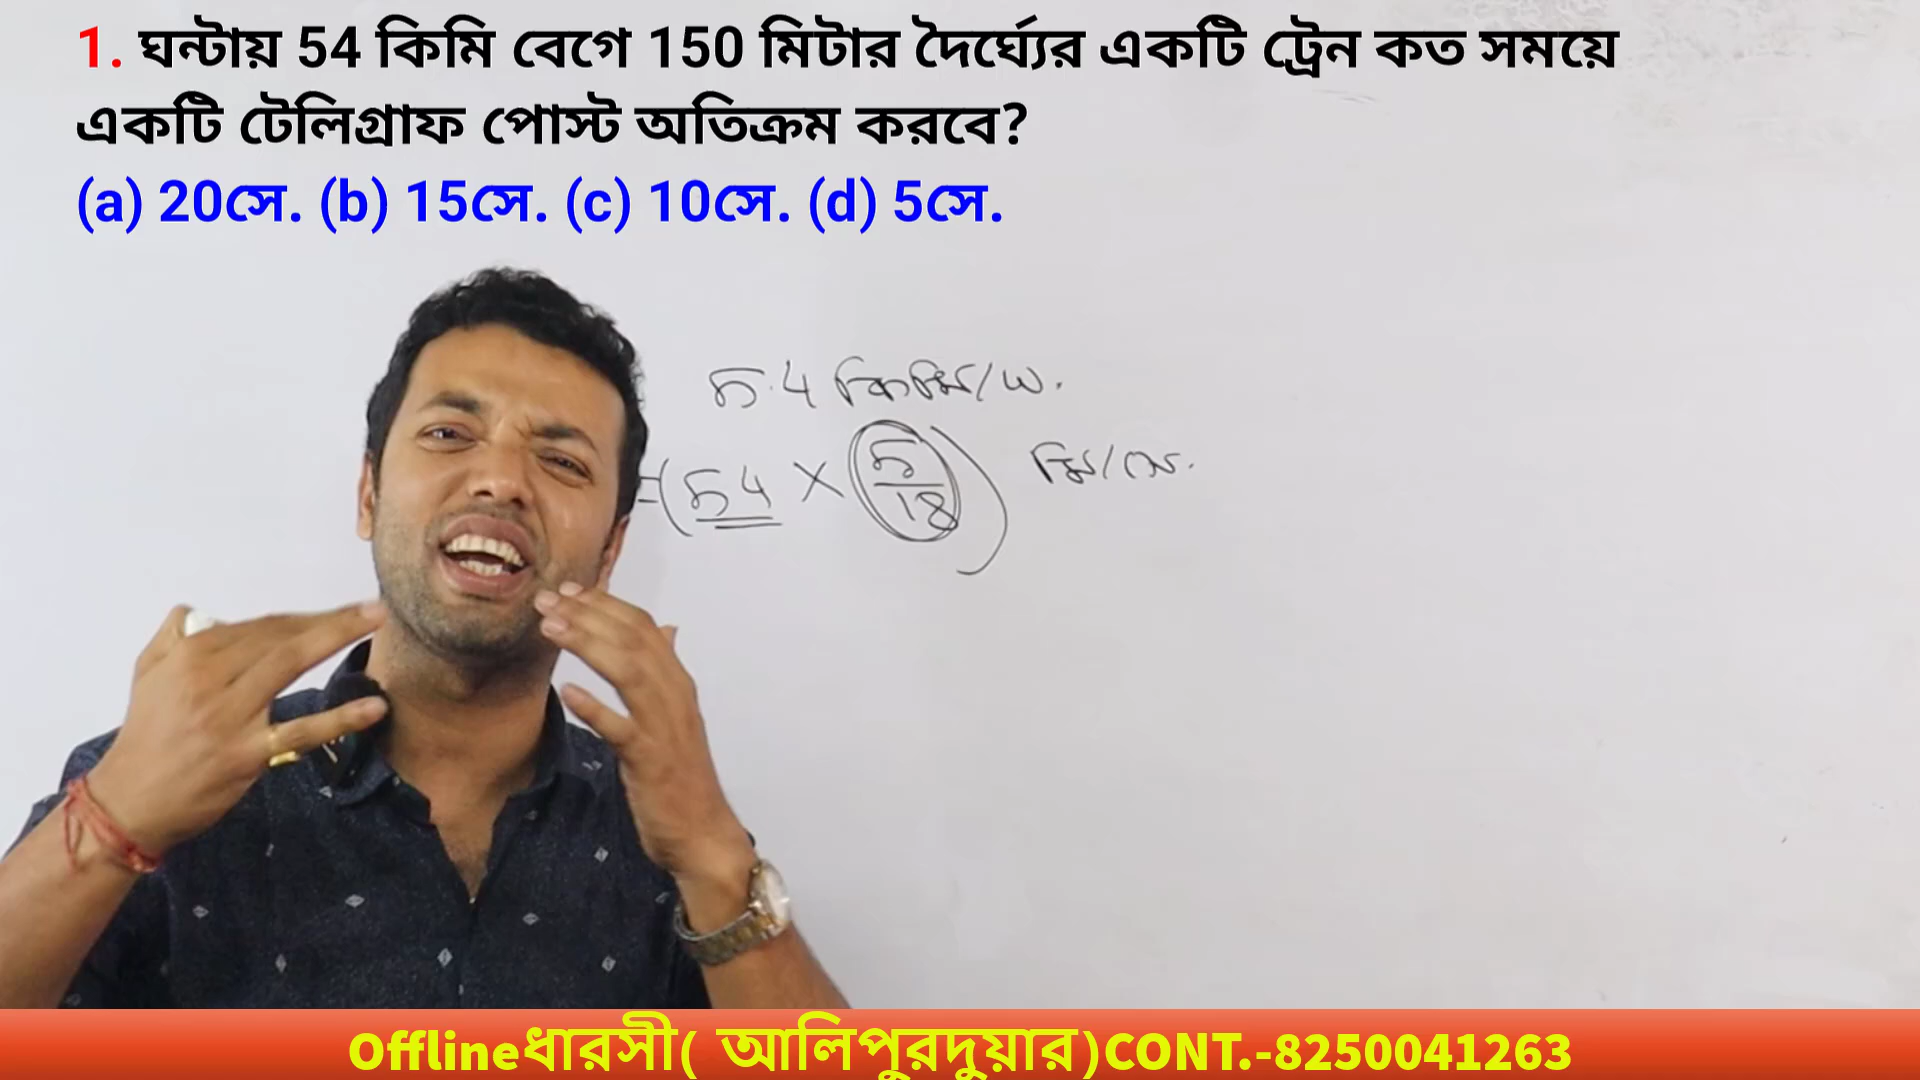 1. ঘন্টায় 54 কিমি বেগে 150 মিটার দৈর্ঘ্যের একটি ট্রেন কত সময়ে
একটি টেলিগ্রাফ পোস্ট অতিক্রম করবে?
(a) 20সে. (b) 15সে. (c) 10সে. (d) 5সে.
54 কিমি/ঘ.
=(54 × 5/18) মি/সে.
Offlineধারসী( আলিপুরদুয়ার)CONT.-8250041263